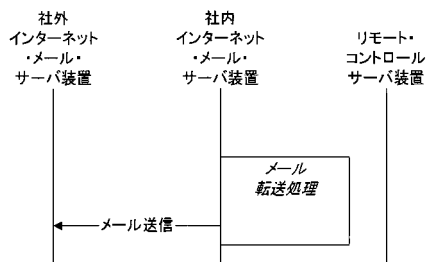 社外
インターネット
・メール・
サーバ装置
社内
インターネット
・メール・
サーバ装置
リモート・
コントロール
サーバ装置
メール
転送処理
メール送信